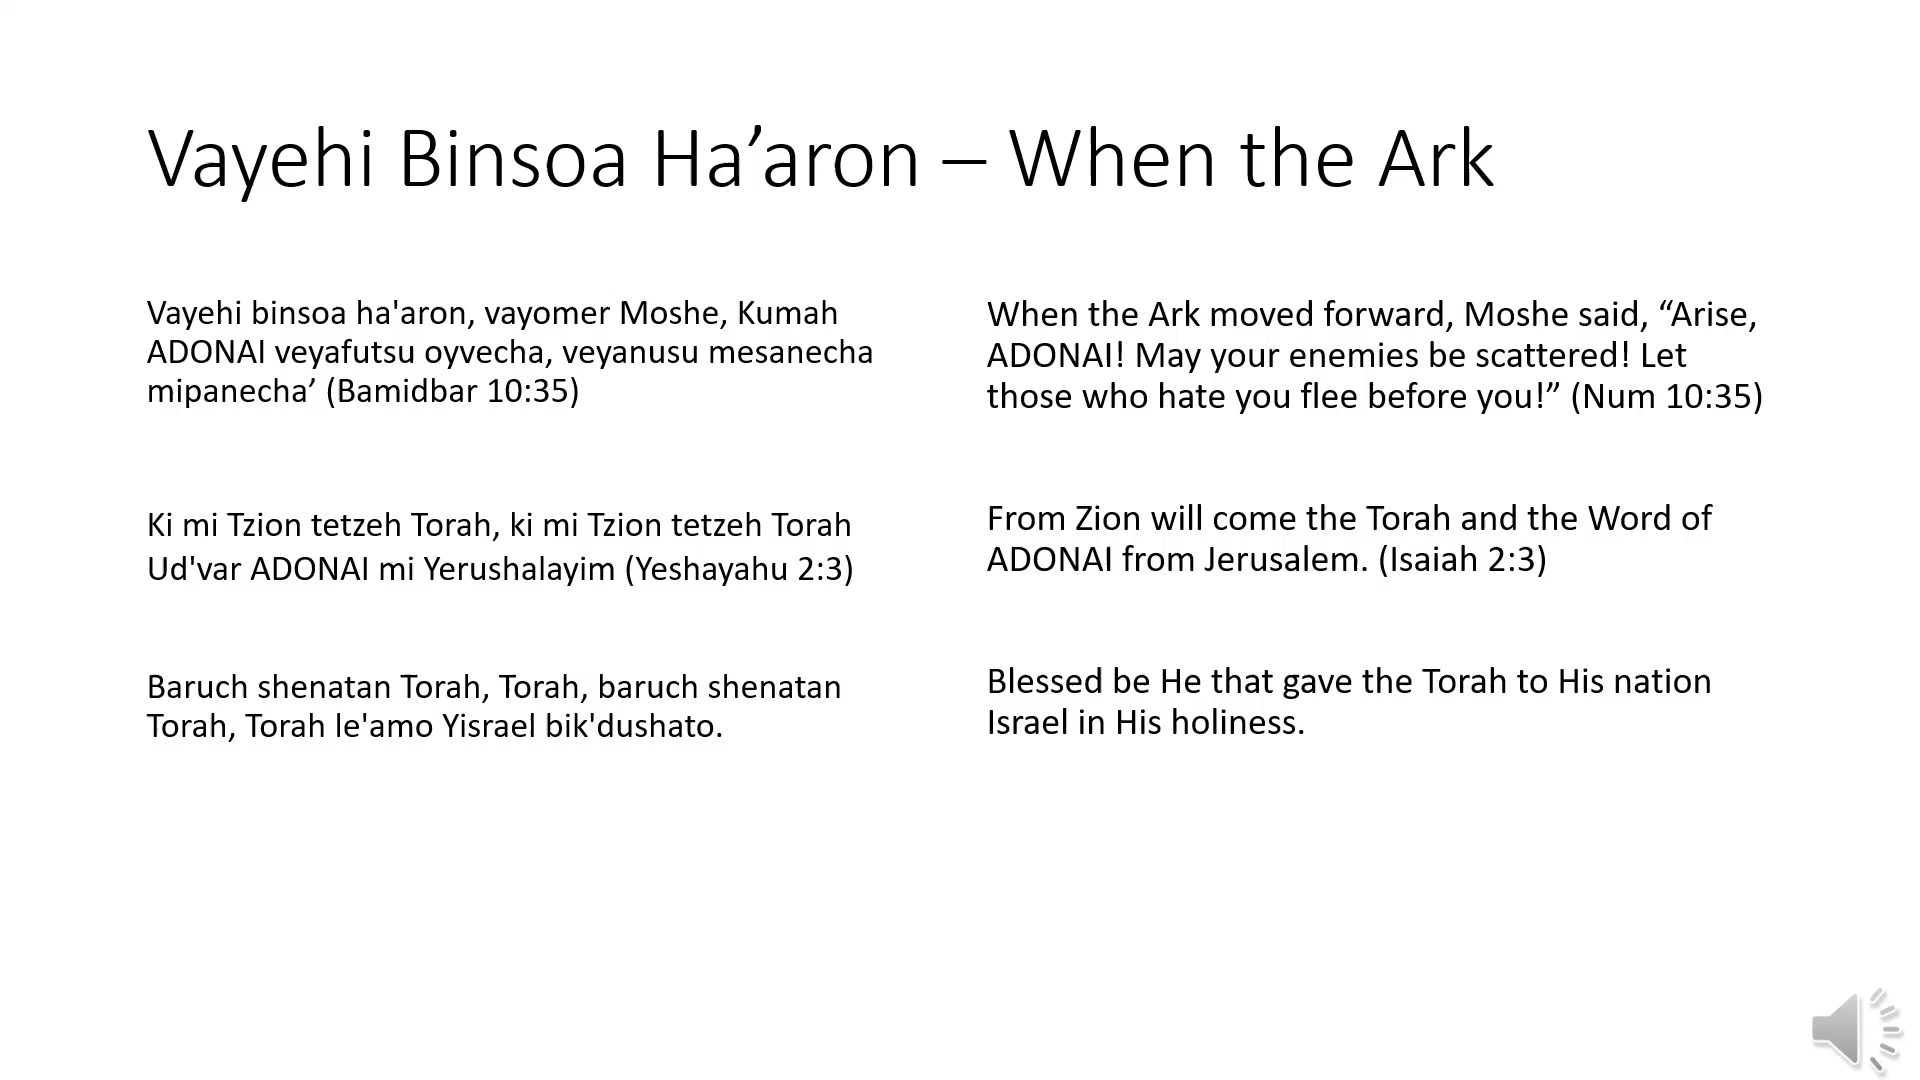 Vayehi Binsoa Ha’aron – When the Ark
Vayehi binsoa ha'aron, vayomer Moshe, Kumah
ADONAI veyafutsu oyvecha, veyanusu mesanecha
mipanecha’ (Bamidbar 10:35)
Ki mi Tzion tetzeh Torah, ki mi Tzion tetzeh Torah
Ud'var ADONAI mi Yerushalayim (Yeshayahu 2:3)
Baruch shenatan Torah, Torah, baruch shenatan
Torah, Torah le'amo Yisrael bik'dushato.
When the Ark moved forward, Moshe said, “Arise,
ADONAI! May your enemies be scattered! Let
those who hate you flee before you!” (Num 10:35)
From Zion will come the Torah and the Word of
ADONAI from Jerusalem. (Isaiah 2:3)
Blessed be He that gave the Torah to His nation
Israel in His holiness.